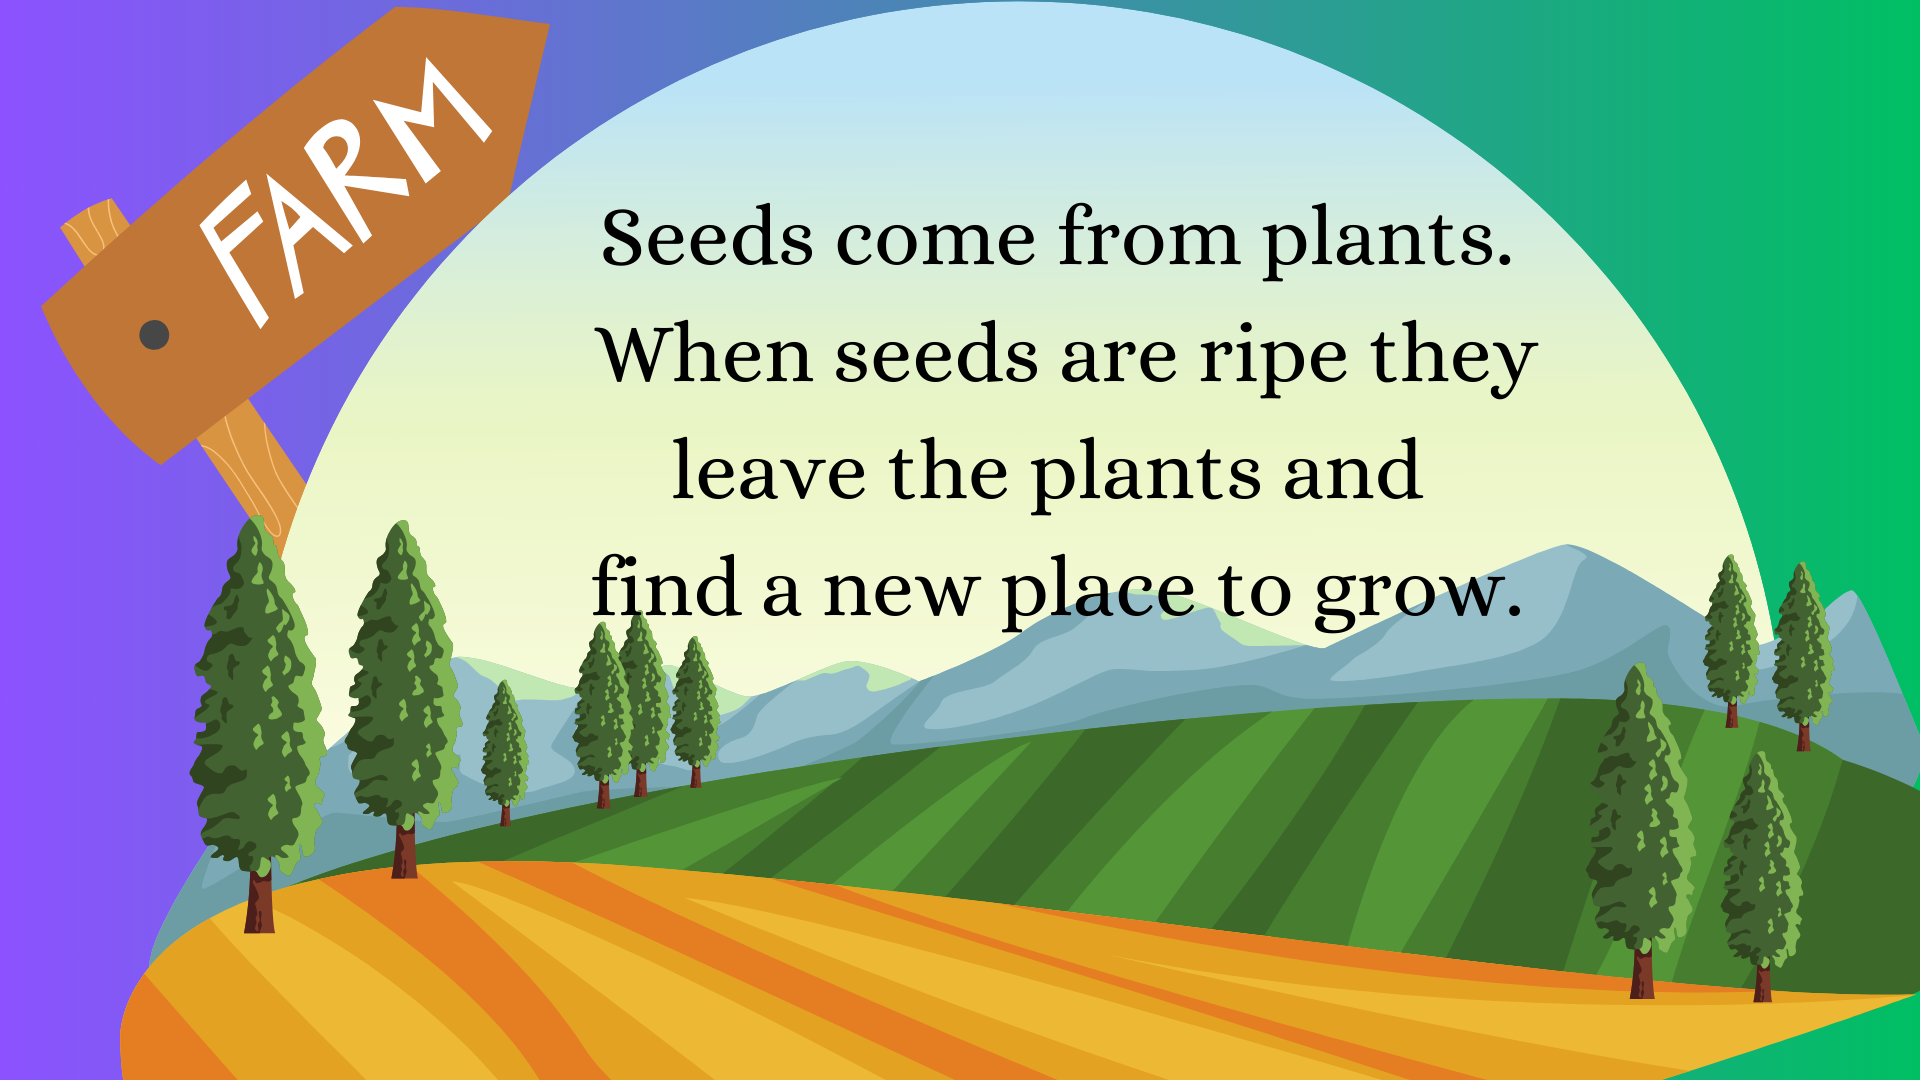 FARM
Seeds come from plants.
When seeds are ripe they
leave the plants and
find a new place to grow.